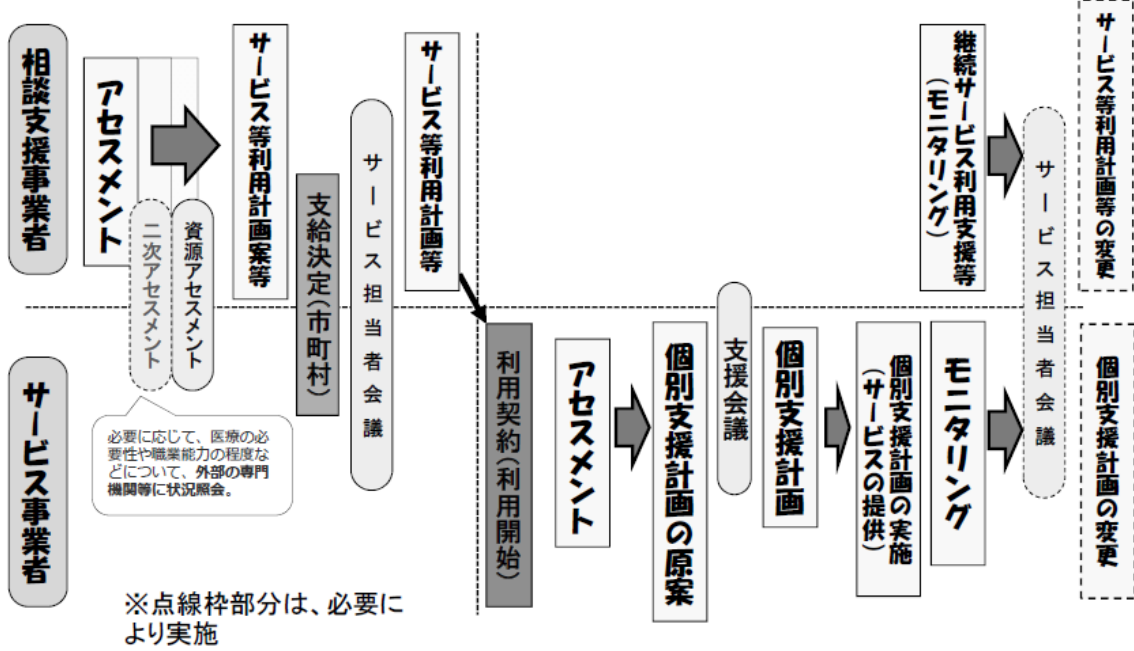 相談支援事業者
アセスメント
二次アセスメント
資源アセスメント
サービス等利用計画案等
支給決定(市町村)
サービス担当者会議
サービス等利用計画等
継続サービス利用支援等
(モニタリング)
サービス担当者会議
サービス等利用計画等の変更
サービス事業者
必要に応じて、医療の必
要性や職業能力の程度な
どについて、外部の専門
機関等に状況照会。
利用契約(利用開始)
アセスメント
個別支援計画の原案
支援会議
個別支援計画
個別支援計画の実施
(サービスの提供)
モニタリング
個別支援計画の変更
※点線枠部分は、必要に
より実施